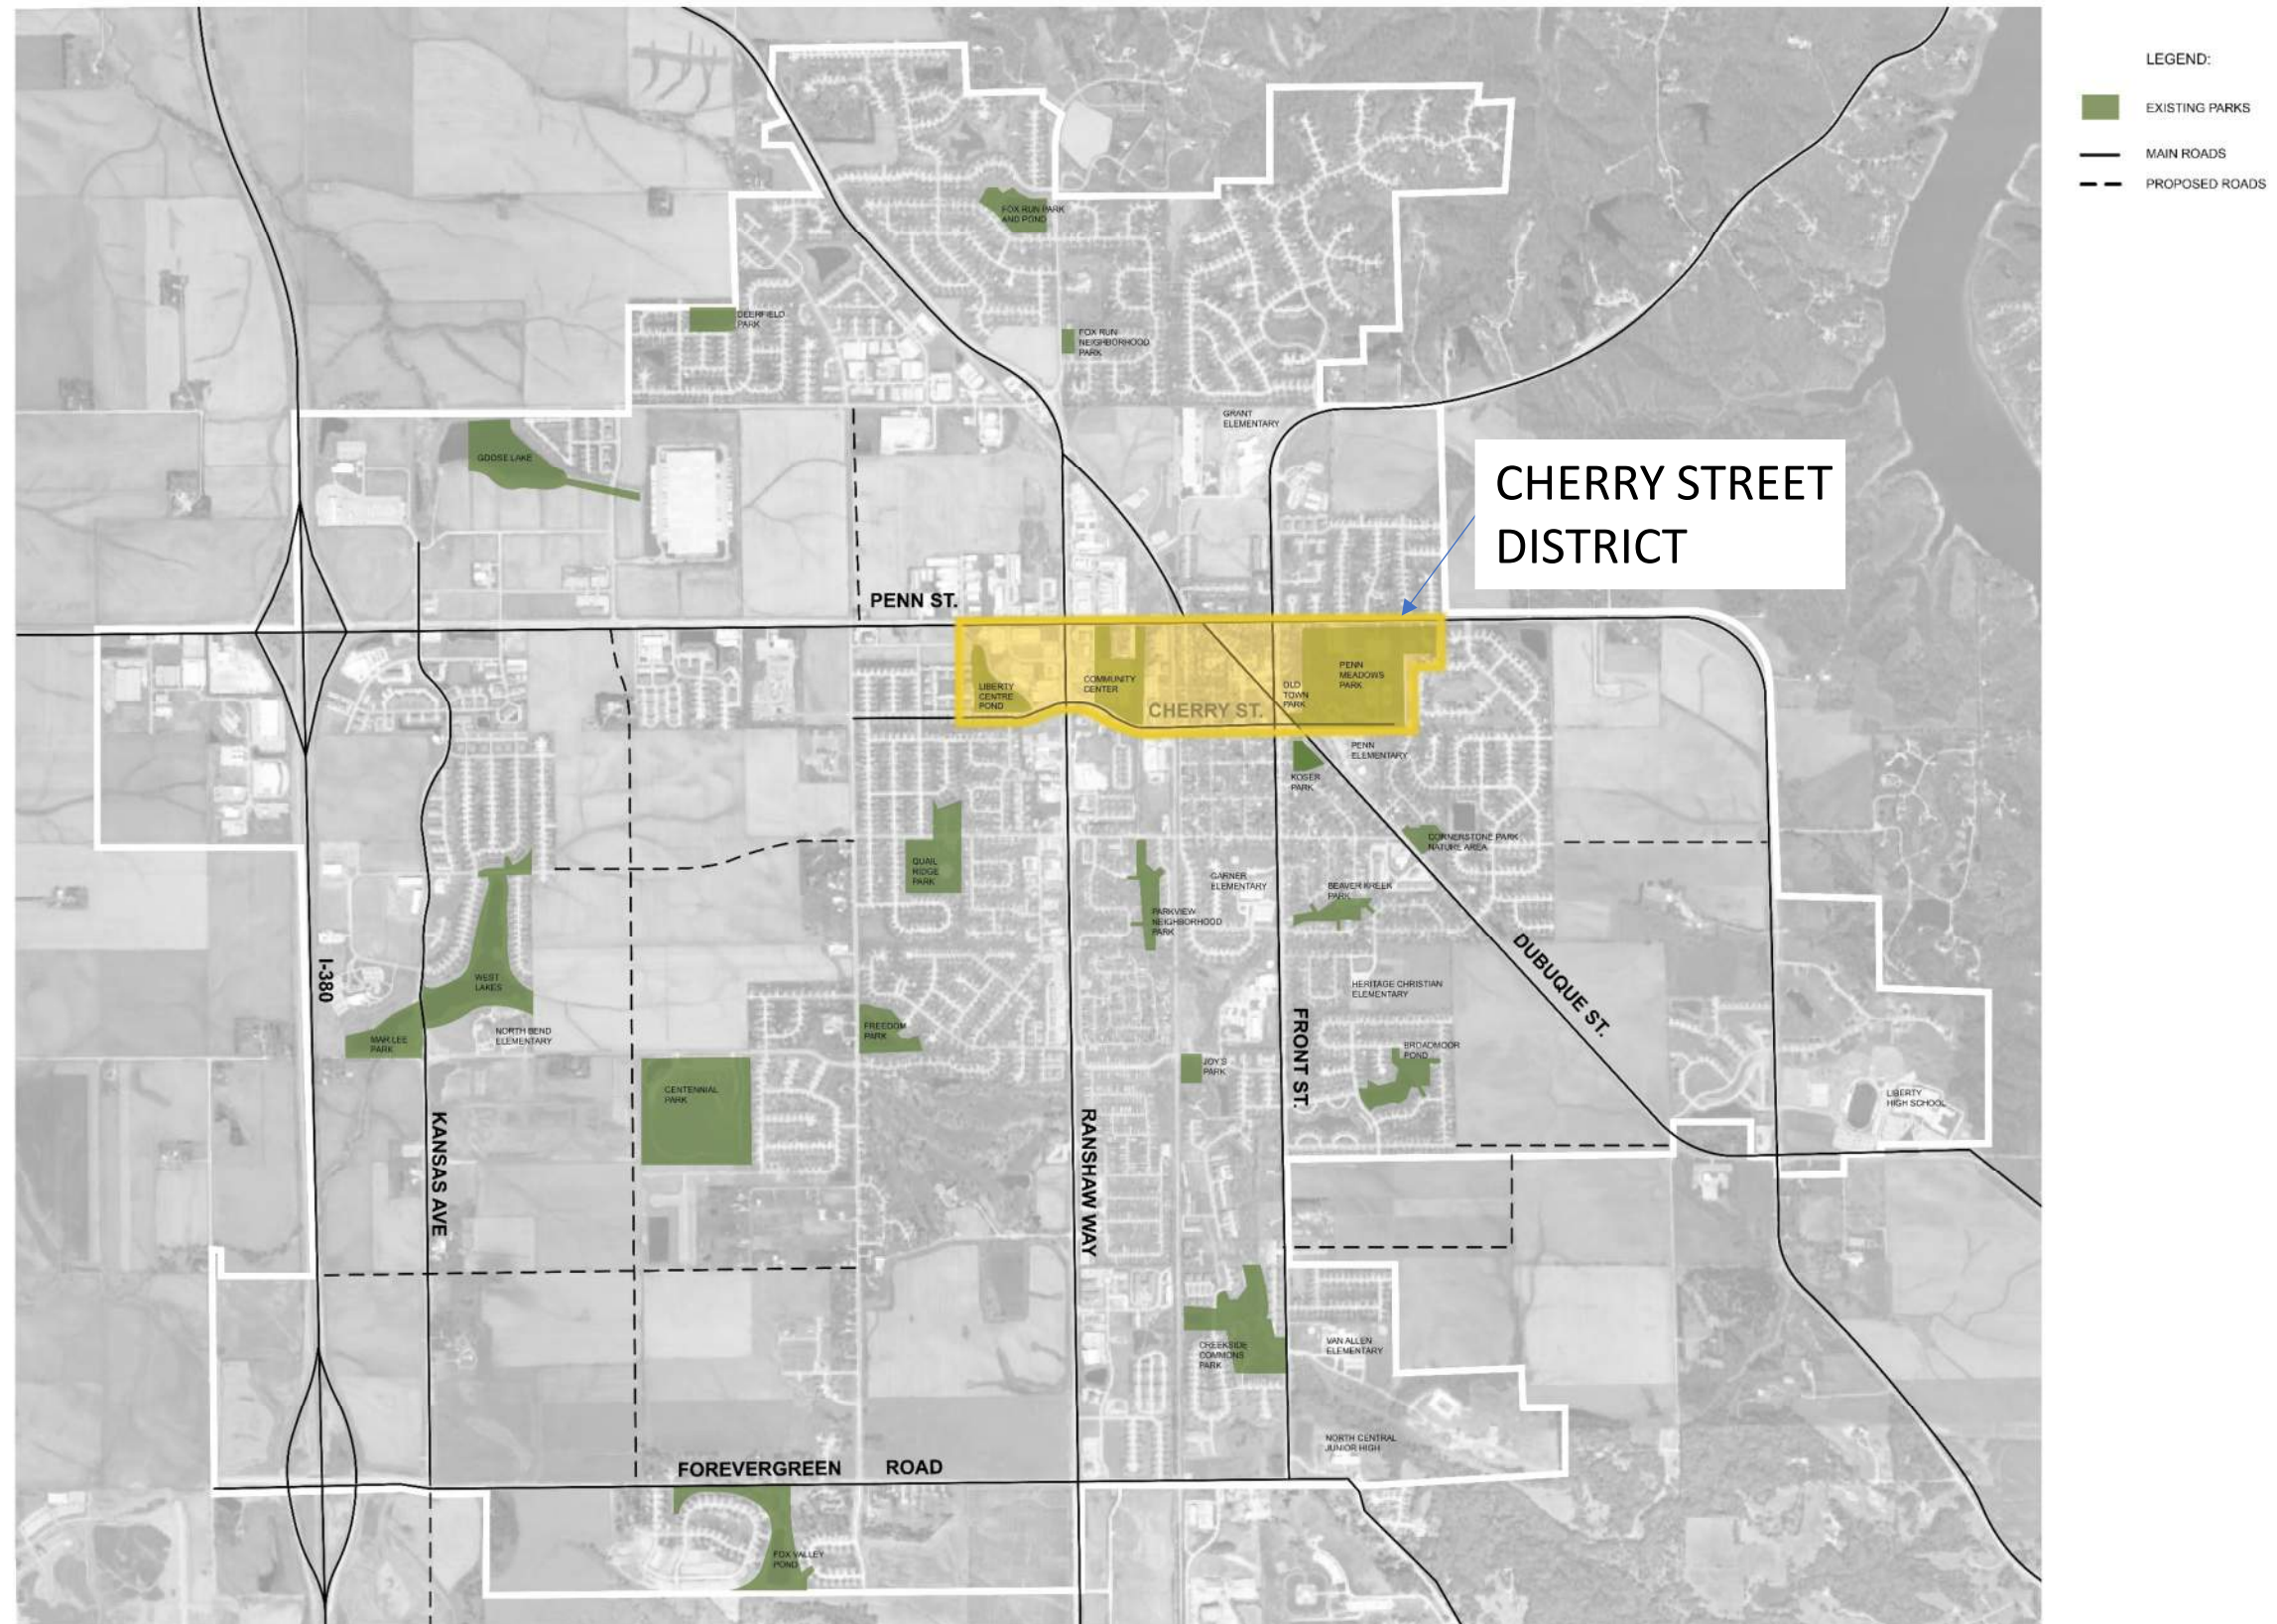 LEGEND:
EXISTING PARKS
MAIN ROADS
PROPOSED ROADS
FOX RUN PARK
AND POND
DEERFIELD
PARK
FOX RUN
NEIGHBORHOOD
PARK
GRANT
ELEMENTARY
GOOSE LAKE
CHERRY STREET
DISTRICT
PENN ST.
LIBERTY
CENTRE
POND
COMMUNITY
CENTER
CHERRY ST.
OLD
TOWN
PARK
PENN
MEADOWS
PARK
PENN
ELEMENTARY
KOSER
PARK
CORNERSTONE PARK
NATURE AREA
QUAIL
RIDGE
PARK
GARNER
ELEMENTARY
BEAVER KREEK
PARK
PARKVIEW
NEIGHBORHOOD
PARK
DUBUQUE ST.
I-380
WEST
LAKES
HERITAGE CHRISTIAN
ELEMENTARY
MAR LEE
PARK
NORTH BEND
ELEMENTARY
FREEDOM
PARK
FRONT ST.
BROADMOOR
POND
JOY'S
PARK
CENTENNIAL
PARK
LIBERTY
HIGH SCHOOL
KANSAS AVE
RANSHAW WAY
CREEKSIDE
COMMONS
PARK
VAN ALLEN
ELEMENTARY
NORTH CENTRAL
JUNIOR HIGH
FOREVERGREEN ROAD
FOX VALLEY
POND